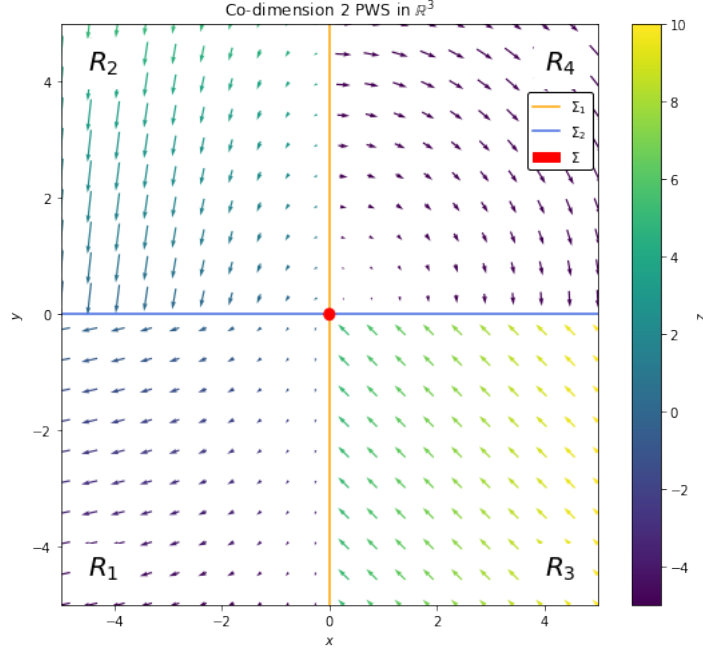 Co-dimension 2 PWS in ℝ³
R₂
R₄
Σ₁
Σ₂
Σ
R₁
R₃
4
2
0
−2
−4
y
−4
−2
0
2
4
x
10
8
6
4
2
0
−2
−4
z